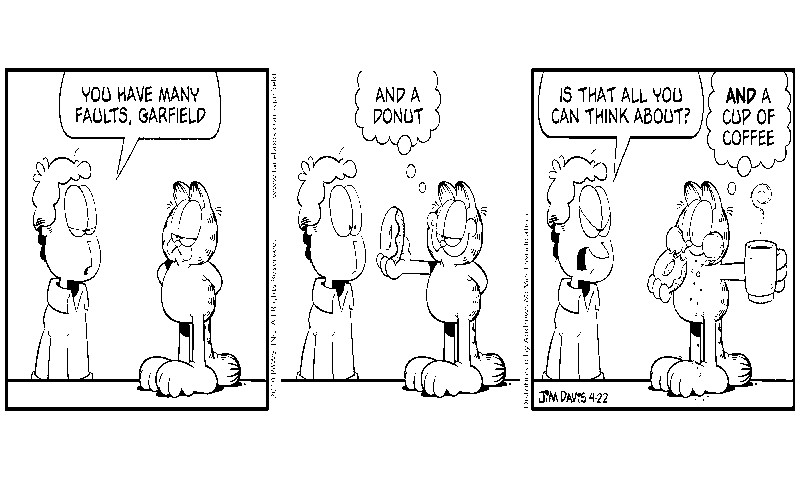 YOU HAVE MANY
FAULTS, GARFIELD
AND A
DONUT
IS THAT ALL YOU
CAN THINK ABOUT?
AND A
CUP OF
COFFEE
JIM DAVIS 4-22